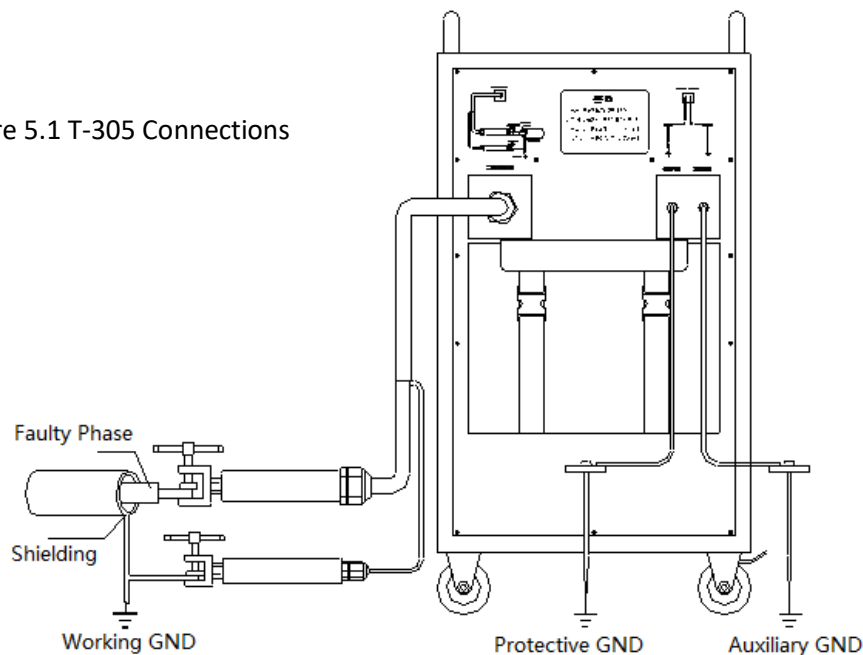 re 5.1 T-305 Connections
Faulty Phase
Shielding
Working GND
Protective GND
Auxiliary GND